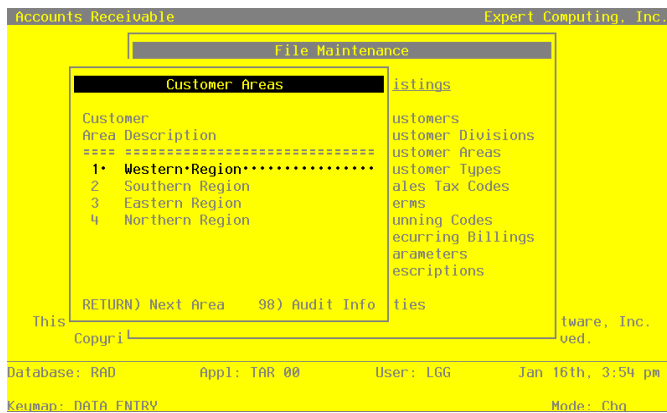 Accounts Receivable Expert Computing, Inc.
File Maintenance
Customer Areas istings
Customer ustomers
Area Description ustomer Divisions
==== ============================== ustomer Areas
1• Western•Region•••••••••••••••• ustomer Types
2 Southern Region ales Tax Codes
3 Eastern Region erms
4 Northern Region unning Codes
ecurring Billings
arameters
escriptions
RETURN) Next Area 98) Audit Info ties
This tware, Inc.
Copyri ved.
Database: RAD Appl: TAR 00 User: LGG Jan 16th, 3:54 pm
Keymap: DATA ENTRY Mode: Chg